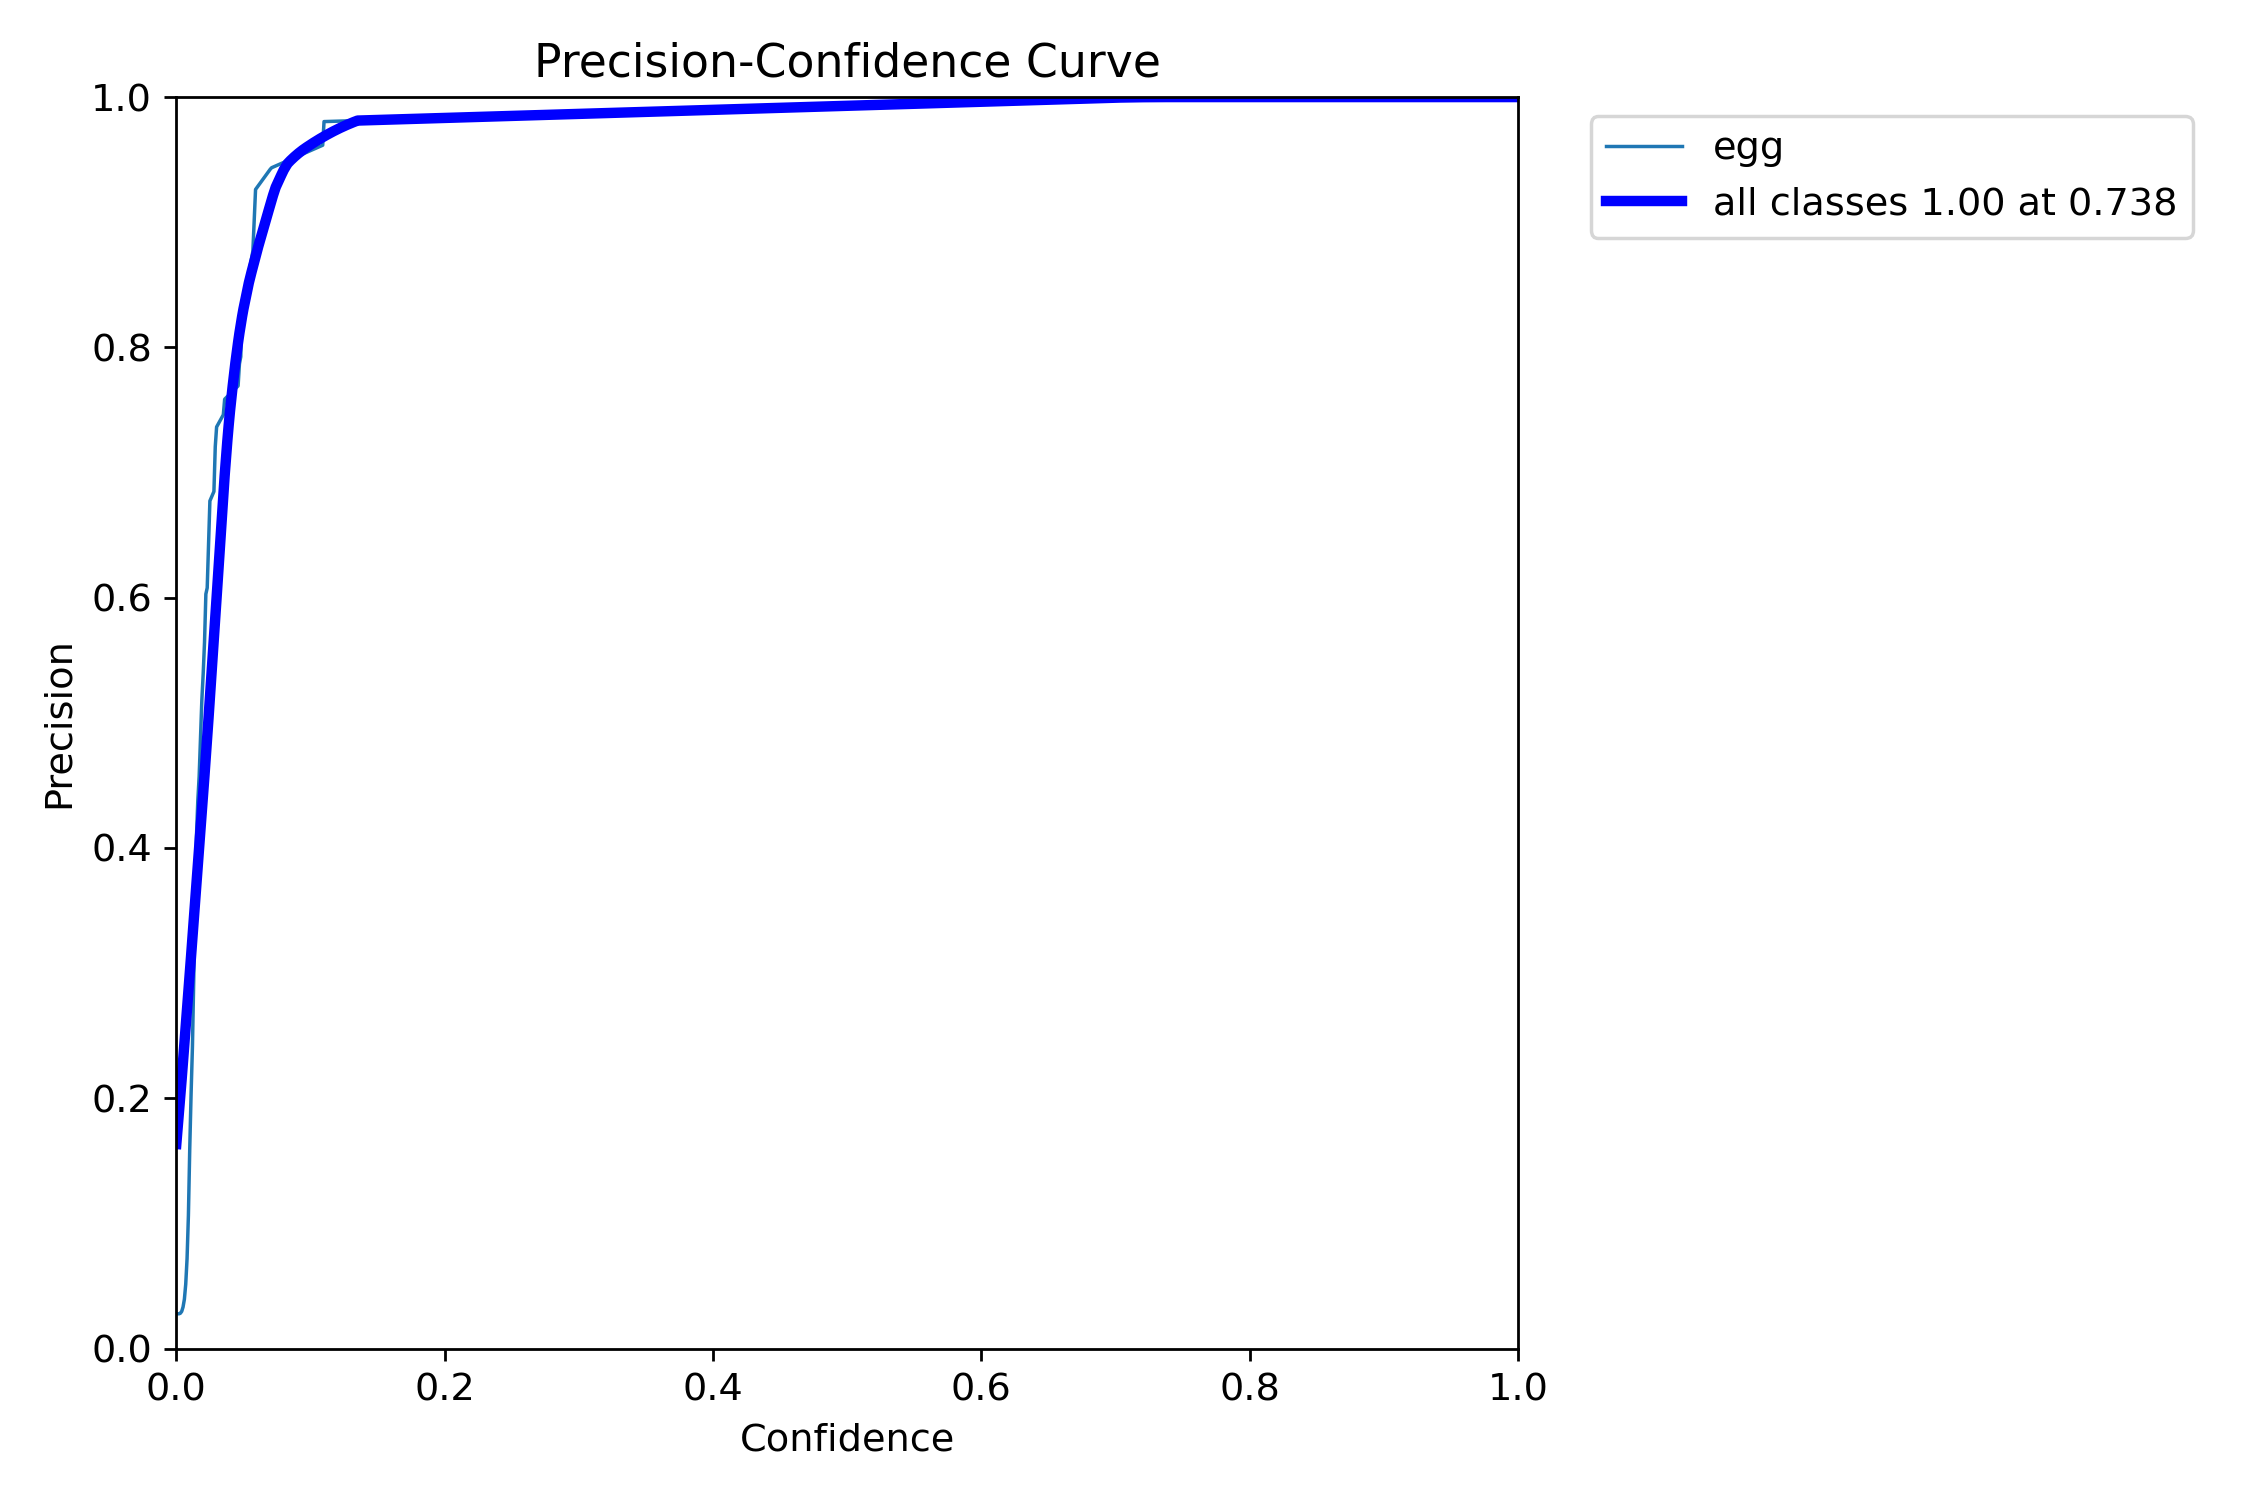 Precision-Confidence Curve
1.0
0.8
0.6
0.4
0.2
0.0
Precision
0.0 0.2 0.4 0.6 0.8 1.0
Confidence
egg
all classes 1.00 at 0.738